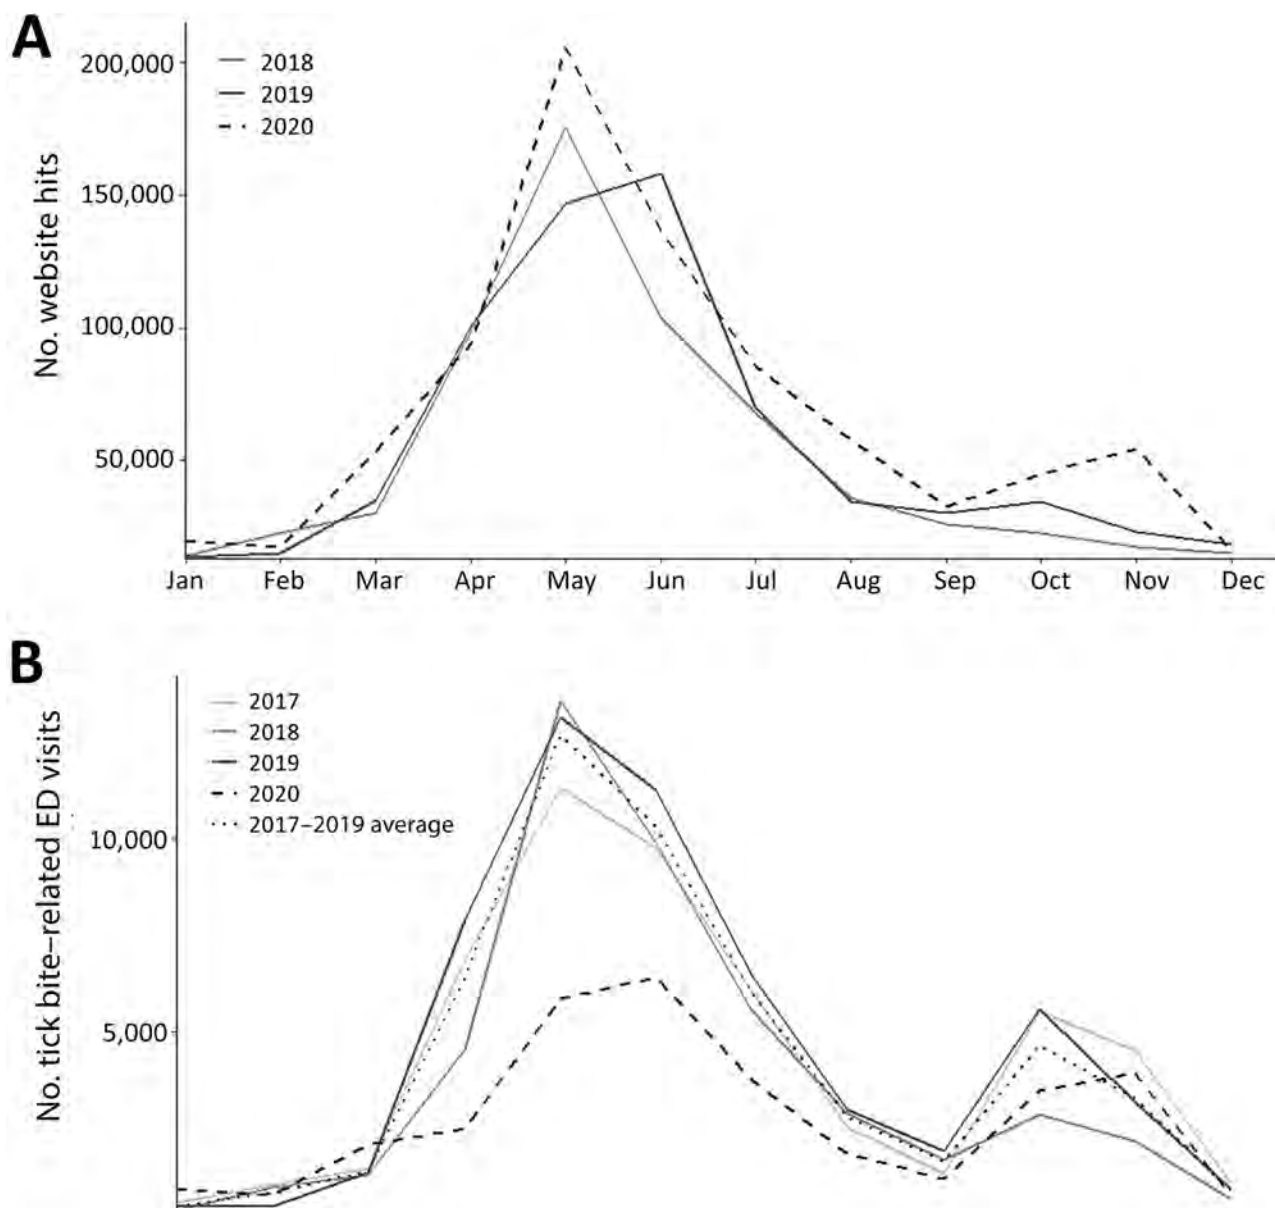 A
No. website hits
200,000
150,000
100,000
50,000
2018
2019
2020
Jan Feb Mar Apr May Jun Jul Aug Sep Oct Nov Dec
B
No. tick bite–related ED visits
10,000
5,000
2017
2018
2019
2020
2017–2019 average